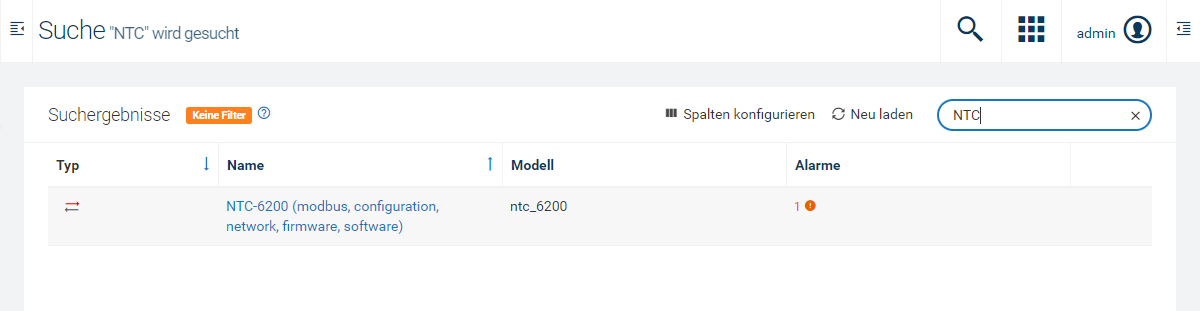 Suche "NTC" wird gesucht
admin
Suchergebnisse Keine Filter ?
Spalten konfigurieren Neu laden NTC
Typ Name Modell Alarme
NTC-6200 (modbus, configuration, ntc_6200 1
network, firmware, software)